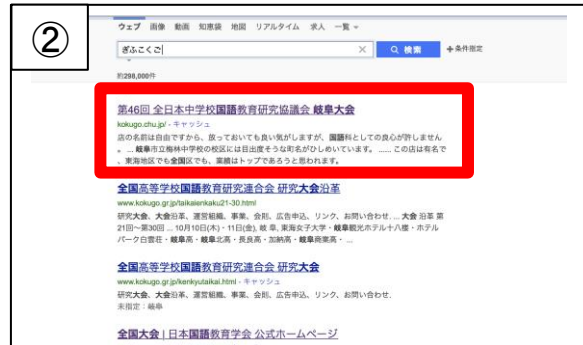 ②
ウェブ 画像 動画 知恵袋 地図 リアルタイム 求人 一覧
ぎふこくご × 検索 +条件指定
約298,000件
第46回 全日本中学校国語教育研究協議会 岐阜大会
kokugo.chu.jp/ - キャッシュ
店の名前は自由ですから、放っておいても良い気がしますが、国語科としての良心が許しません
。 ... 岐阜市立梅林中学校の校区には目出度そうな町名がひしめいています。 ...... この店は有名で
、東海地区でも全国区でも、業績はトップであろうと思われます。
全国高等学校国語教育研究連合会 研究大会沿革
www.kokugo.gr.jp/taikaienkaku21-30.html
研究大会、大会沿革、運営組織、事業、会則、広告申込、リンク、お問い合わせ. ... 大会 沿革 第
21回～第30回 ... 10月10日(木)・11日(金), 岐 阜, 東海女子大学・岐阜観光ホテル十八楼・ホテル
パーク白雲荘・岐阜高・岐阜北高・長良高・加納高・岐阜商業高・ ...
全国高等学校国語教育研究連合会 研究大会
www.kokugo.gr.jp/kenkyutaikai.html - キャッシュ
研究大会、大会沿革、運営組織、事業、会則、広告申込、リンク、お問い合わせ.
未指定：岐阜
全国大会 | 日本国語教育学会 公式ホームページ